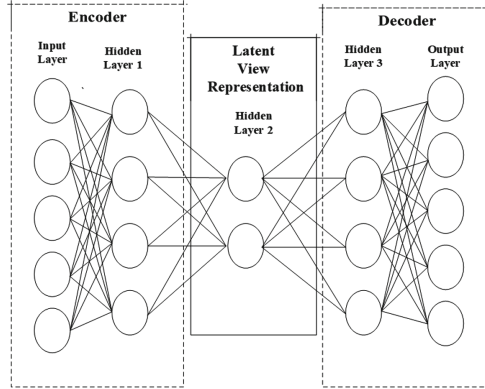 Encoder
Decoder
Input
Layer
Hidden
Layer 1
Latent
View
Representation
Hidden
Layer 2
Hidden
Layer 3
Output
Layer